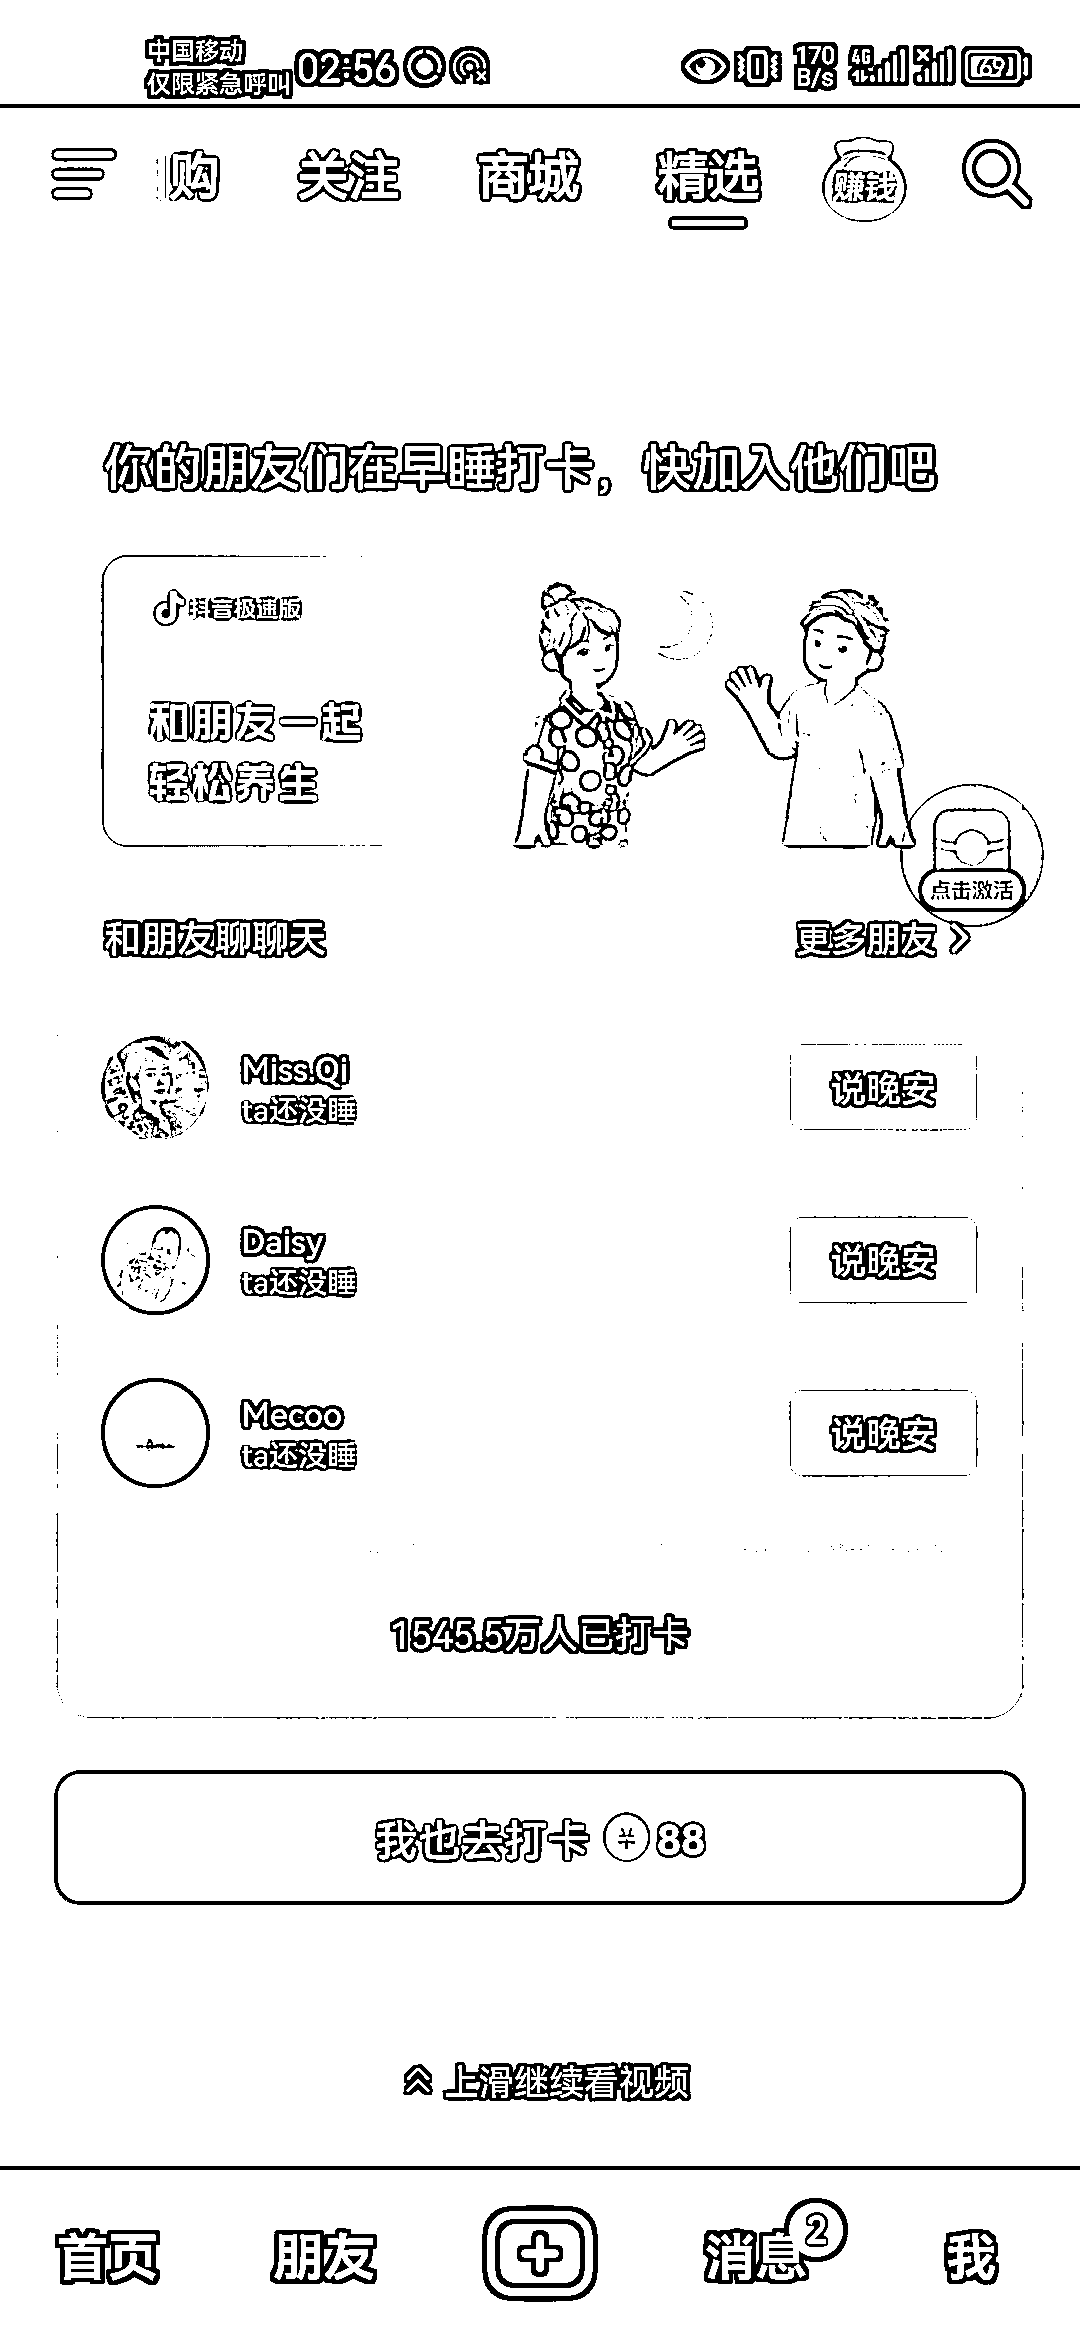 中国移动
仅限紧急呼叫 02:56 170 B/s 4G 69
购 关注 商城 精选 赚钱
你的朋友们在早睡打卡，快加入他们吧
抖音极速版
和朋友一起
轻松养生
点击激活
和朋友聊聊天 更多朋友
Miss.Qi
ta还没睡 说晚安
Daisy
ta还没睡 说晚安
Mecoo
ta还没睡 说晚安
1545.5万人已打卡
我也去打卡 ¥ 88
上滑继续看视频
首页 朋友 消息 2 我